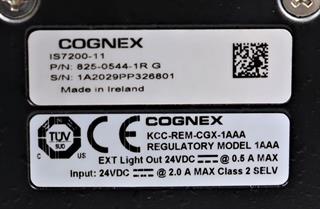 COGNEX
IS7200-11
P/N: 825-0544-1R G
S/N: 1A2029PP326801
Made in Ireland
TÜV
SUD
CE
COGNEX
KCC-REM-CGX-1AAA
REGULATORY MODEL 1AAA
EXT Light Out 24VDC ⎓ @ 0.5 A MAX
Input: 24VDC ⎓ @ 2.0 A MAX Class 2 SELV